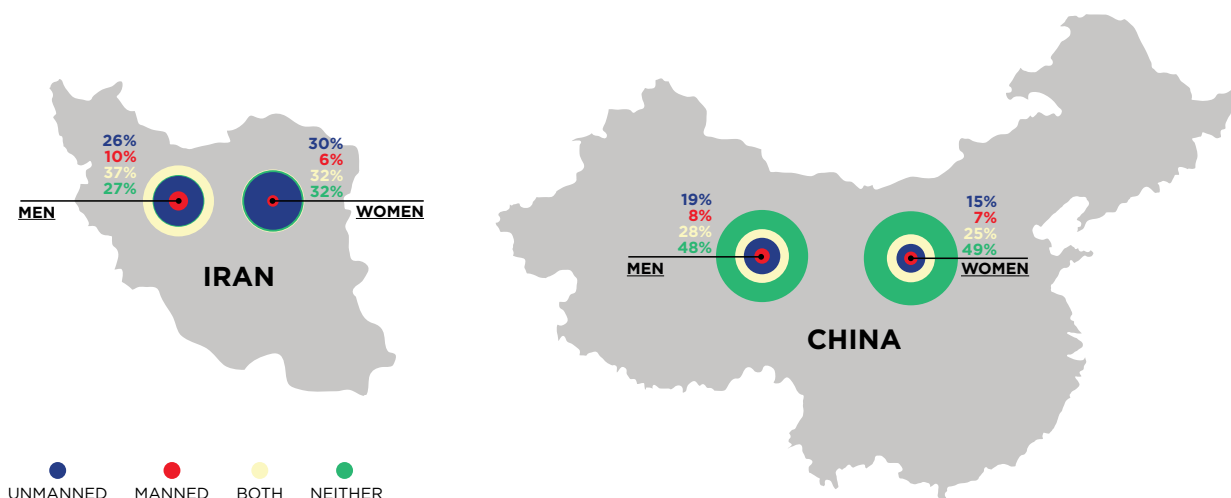 26%
10%
37%
27%
MEN
30%
6%
32%
32%
WOMEN
IRAN
19%
8%
28%
48%
MEN
15%
7%
25%
49%
WOMEN
CHINA
UNMANNED
MANNED
BOTH
NEITHER